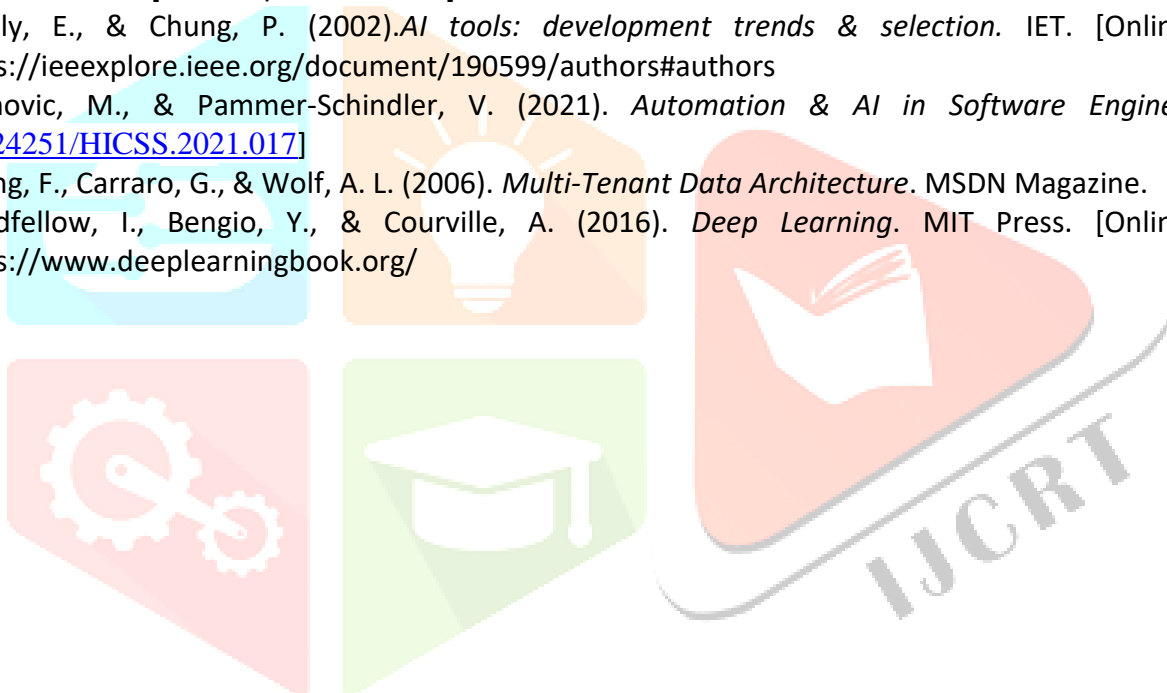 ly, E., & Chung, P. (2002).AI tools: development trends & selection. IET. [Onlin
s://ieeexplore.ieee.org/document/190599/authors#authors
novic, M., & Pammer-Schindler, V. (2021). Automation & AI in Software Engine
24251/HICSS.2021.017]
ng, F., Carraro, G., & Wolf, A. L. (2006). Multi-Tenant Data Architecture. MSDN Magazine.
dfellow, I., Bengio, Y., & Courville, A. (2016). Deep Learning. MIT Press. [Onlin
s://www.deeplearningbook.org/
IJCRT